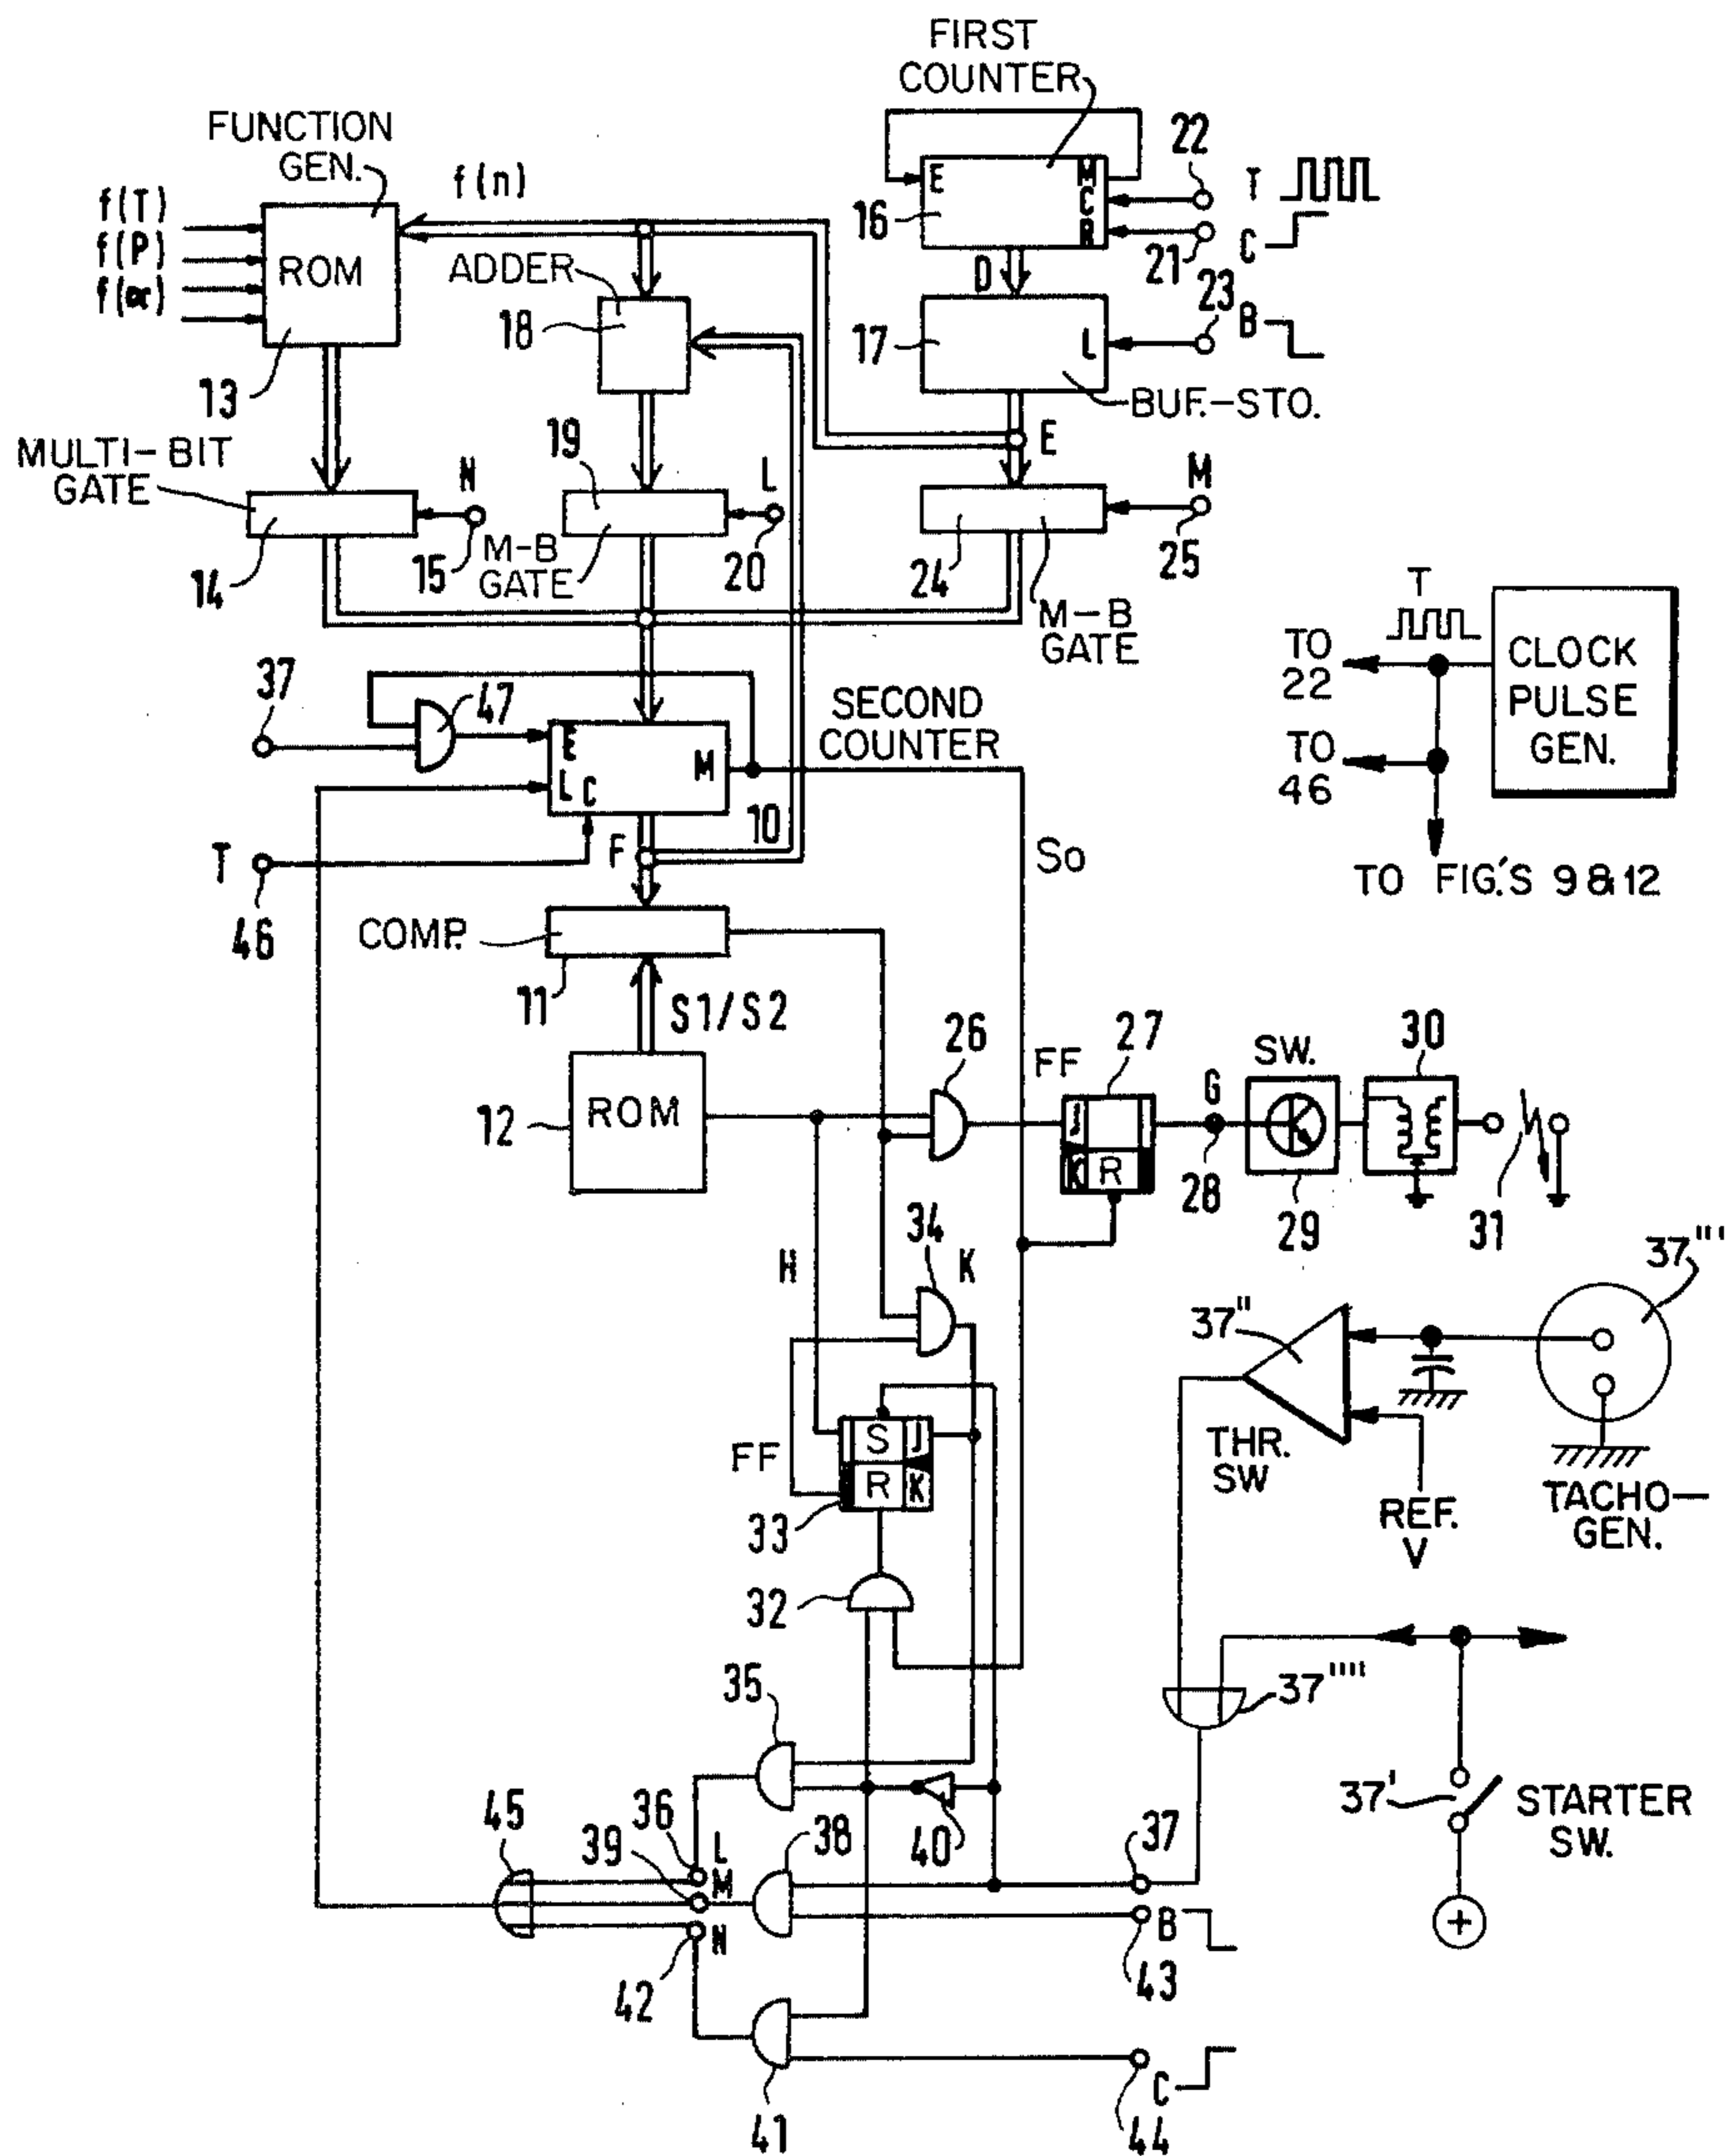 FIRST
COUNTER
FUNCTION
GEN.
f(n)
f(T)
f(P)
f(α)
ROM
13
ADDER
18
E
M
C
R
16
22
21
T
C
D
17
L
23
B
BUF.-STO.
E
MULTI-BIT
GATE
14
N
15
19
M-B
GATE
L
20
24
M
25
M-B
GATE
T
TO
22
TO
46
CLOCK
PULSE
GEN.
TO FIG.'S 9 & 12
37
47
E
L
C
M
SECOND
COUNTER
10
T
46
F
So
COMP.
11
S1/S2
12
ROM
26
FF
27
J
K
R
G
28
SW.
29
30
31
H
34
K
FF
S
J
R
K
33
32
37''
37'''
THR.
SW
REF.
V
TACHO-
GEN.
37''''
37'
STARTER
SW.
35
40
45
36
39
L
M
N
42
38
37
B
43
41
C
44